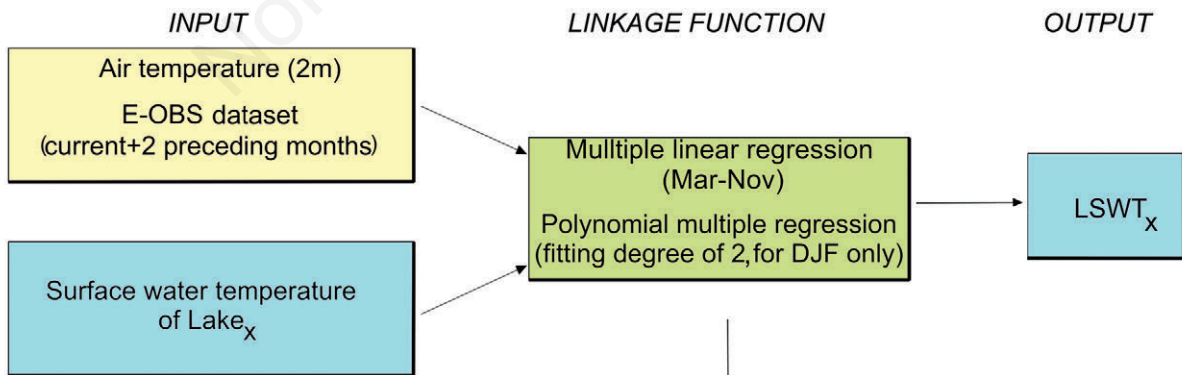 INPUT
LINKAGE FUNCTION
OUTPUT
Air temperature (2m)
E-OBS dataset
(current+2 preceding months)
Mulltiple linear regression
(Mar-Nov)
Polynomial multiple regression
(fitting degree of 2,for DJF only)
LSWTx
Surface water temperature
of Lakex